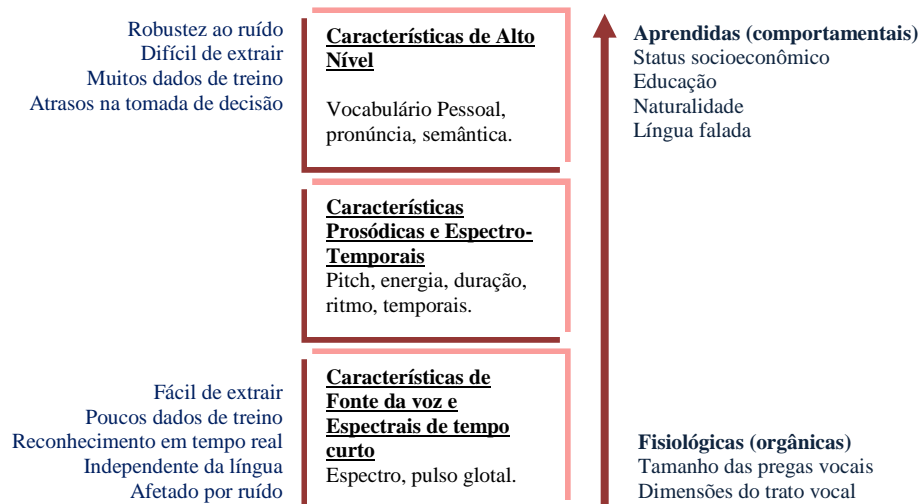 Robustez ao ruído
Difícil de extrair
Muitos dados de treino
Atrasos na tomada de decisão
Características de Alto
Nível
Vocabulário Pessoal,
pronúncia, semântica.
Aprendidas (comportamentais)
Status socioeconômico
Educação
Naturalidade
Língua falada
Características
Prosódicas e Espectro-
Temporais
Pitch, energia, duração,
ritmo, temporais.
Fácil de extrair
Poucos dados de treino
Reconhecimento em tempo real
Independente da língua
Afetado por ruído
Características de
Fonte da voz e
Espectrais de tempo
curto
Espectro, pulso glotal.
Fisiológicas (orgânicas)
Tamanho das pregas vocais
Dimensões do trato vocal